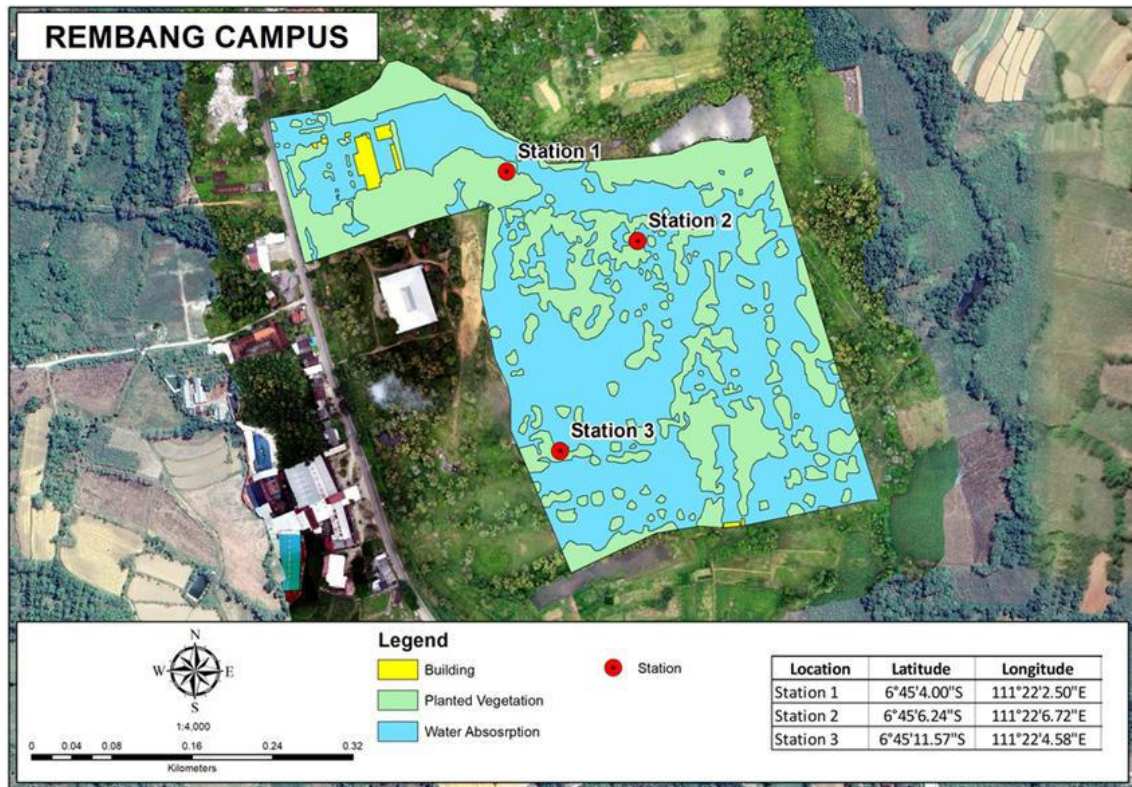 REMBANG CAMPUS
Station 1
Station 2
Station 3
N
W E
S
1:4,000
0 0.04 0.08 0.16 0.24 0.32
Kilometers
Legend
Building
Planted Vegetation
Water Abosrption
Station
Location Latitude Longitude
Station 1 6°45'4.00"S 111°22'2.50"E
Station 2 6°45'6.24"S 111°22'6.72"E
Station 3 6°45'11.57"S 111°22'4.58"E